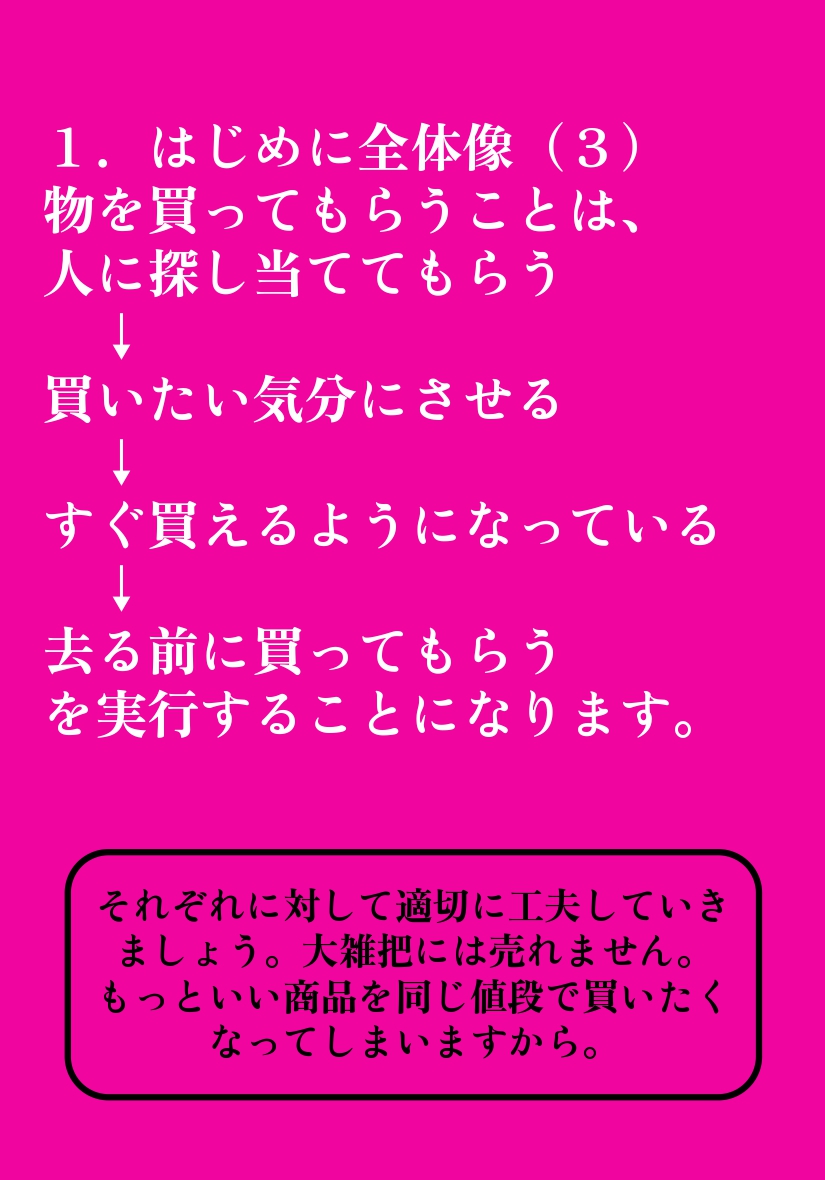 １．はじめに全体像（３）
物を買ってもらうことは、
人に探し当ててもらう
↓
買いたい気分にさせる
↓
すぐ買えるようになっている
↓
去る前に買ってもらう
を実行することになります。
それぞれに対して適切に工夫していき
ましょう。大雑把には売れません。
もっといい商品を同じ値段で買いたく
なってしまいますから。